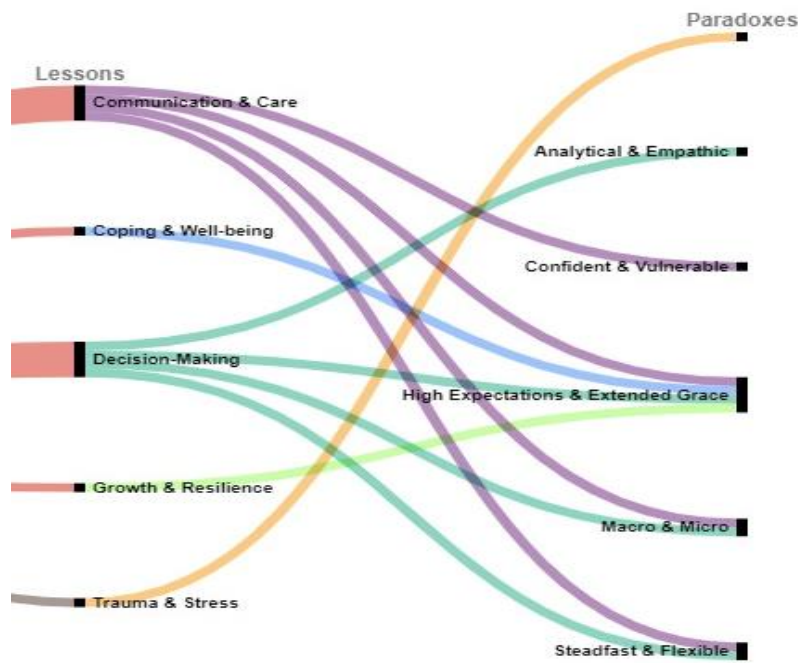 Paradoxes
Lessons
Communication & Care
Analytical & Empathic
Coping & Well-being
Confident & Vulnerable
Decision-Making
High Expectations & Extended Grace
Growth & Resilience
Macro & Micro
Trauma & Stress
Steadfast & Flexible